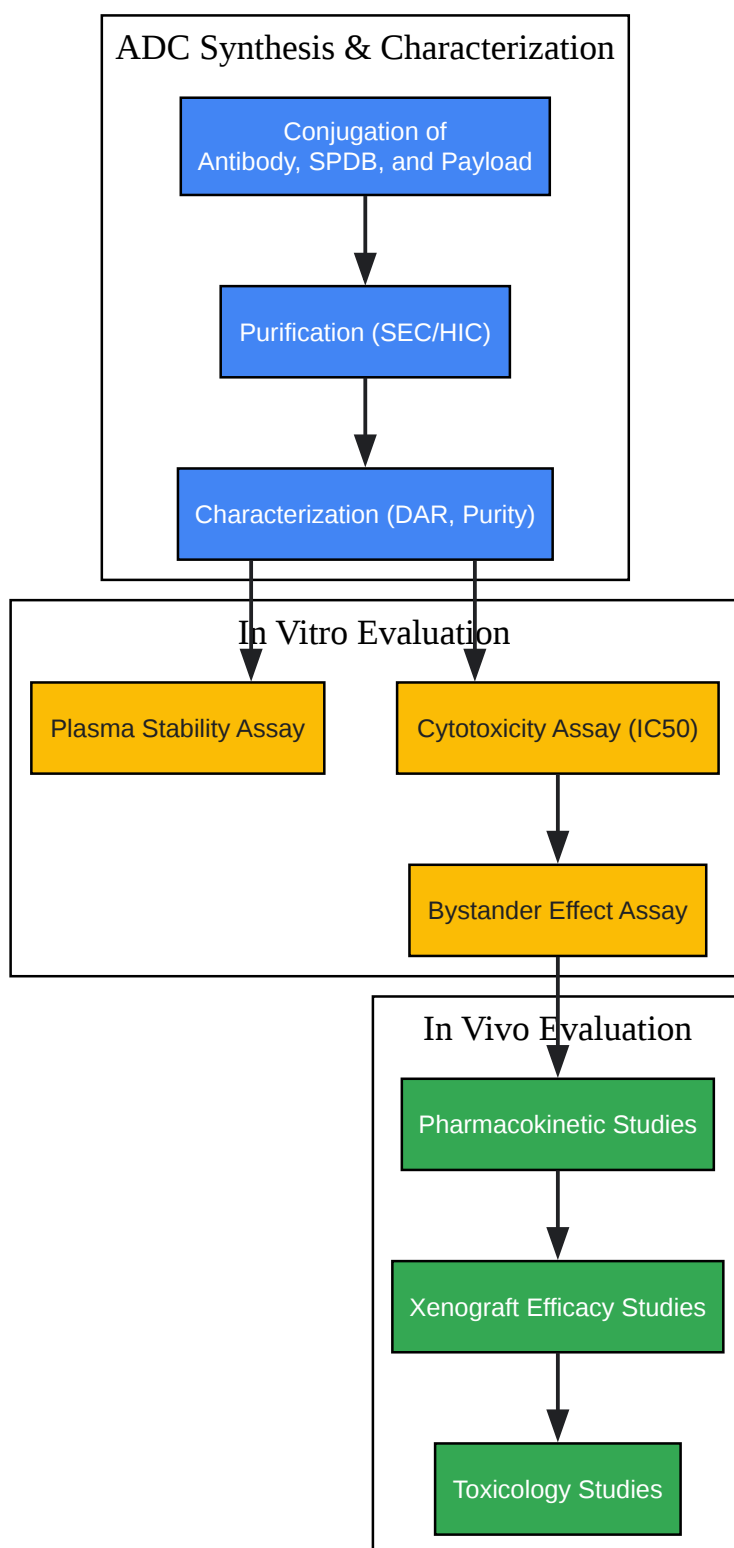 ADC Synthesis & Characterization
Conjugation of
Antibody, SPDB, and Payload
Purification (SEC/HIC)
Characterization (DAR, Purity)
In Vitro Evaluation
Plasma Stability Assay
Cytotoxicity Assay (IC50)
Bystander Effect Assay
In Vivo Evaluation
Pharmacokinetic Studies
Xenograft Efficacy Studies
Toxicology Studies